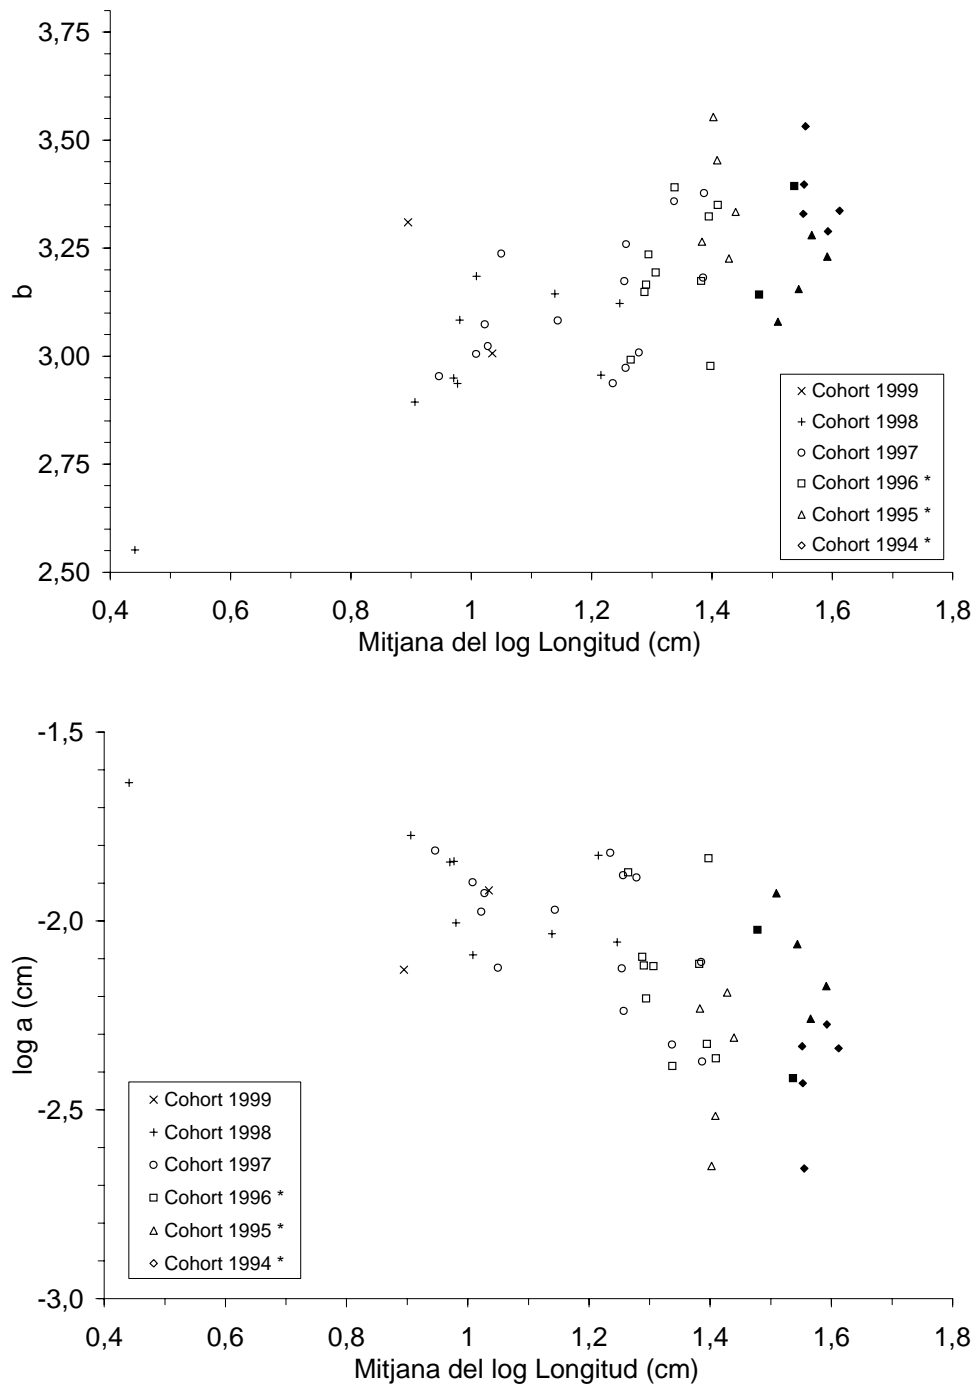 3,75
3,50
3,25
3,00
2,75
2,50
b
Cohort 1999
Cohort 1998
Cohort 1997
Cohort 1996 *
Cohort 1995 *
Cohort 1994 *
0,4 0,6 0,8 1 1,2 1,4 1,6 1,8
Mitjana del log Longitud (cm)
-1,5
-2,0
-2,5
-3,0
log a (cm)
Cohort 1999
Cohort 1998
Cohort 1997
Cohort 1996 *
Cohort 1995 *
Cohort 1994 *
0,4 0,6 0,8 1 1,2 1,4 1,6 1,8
Mitjana del log Longitud (cm)